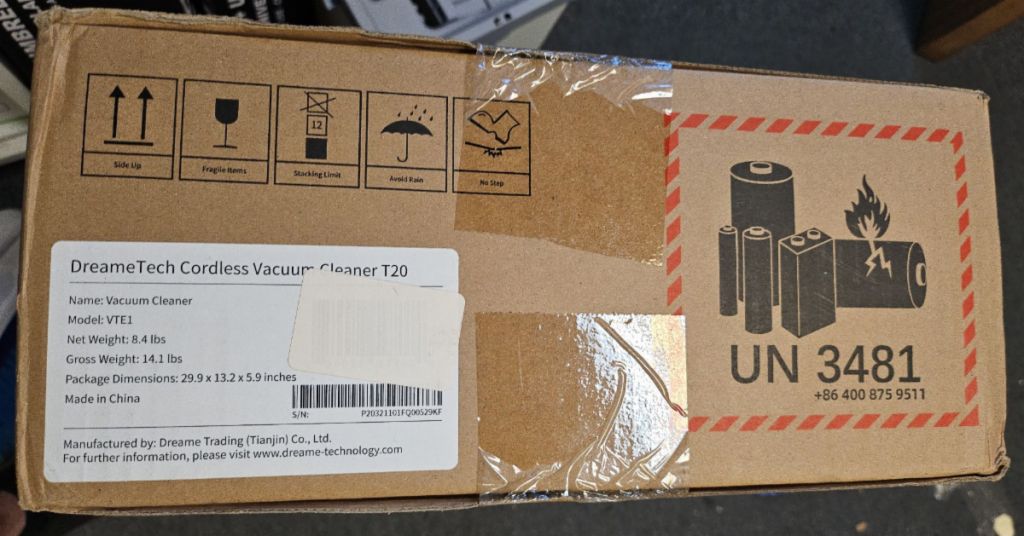 Side Up
Fragile Items
12
Stacking Limit
Avoid Rain
No Step
DreameTech Cordless Vacuum Cleaner T20
Name: Vacuum Cleaner
Model: VTE1
Net Weight: 8.4 lbs
Gross Weight: 14.1 lbs
Package Dimensions: 29.9 x 13.2 x 5.9 inches
Made in China
S/N: P20321101FQ00529KF
Manufactured by: Dreame Trading (Tianjin) Co., Ltd.
For further information, please visit www.dreame-technology.com
UN 3481
+86 400 875 9511